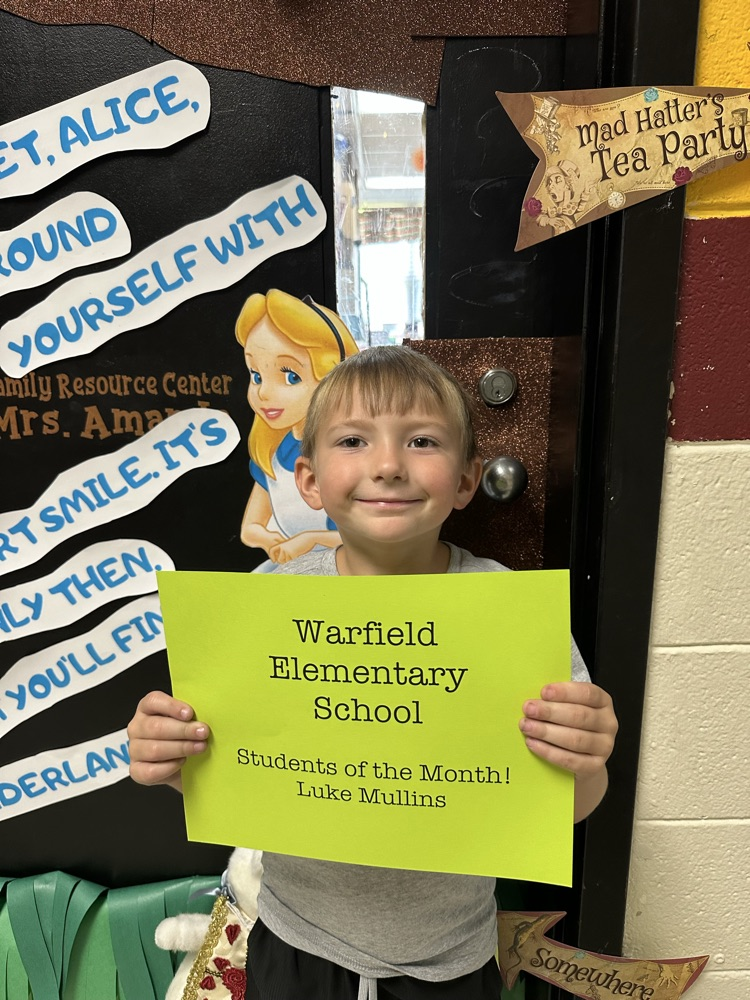 ET, ALICE,
ROUND
YOURSELF WITH
amily Resource Center
Mrs. Ama
RT SMILE. IT'S
NLY THEN.
YOU'LL FIN
DERLAN
Mad Hatter's
Tea Party
Warfield
Elementary
School
Students of the Month!
Luke Mullins
Somewhere